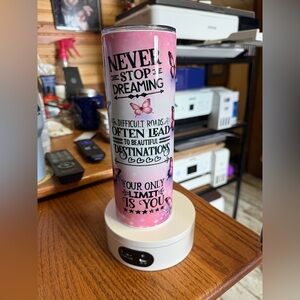 NEVER
STOP
DREAMING
DIFFICULT ROADS
OFTEN LEAD
TO BEAUTIFUL
DESTINATIONS
YOUR ONLY
LIMIT
IS YOU